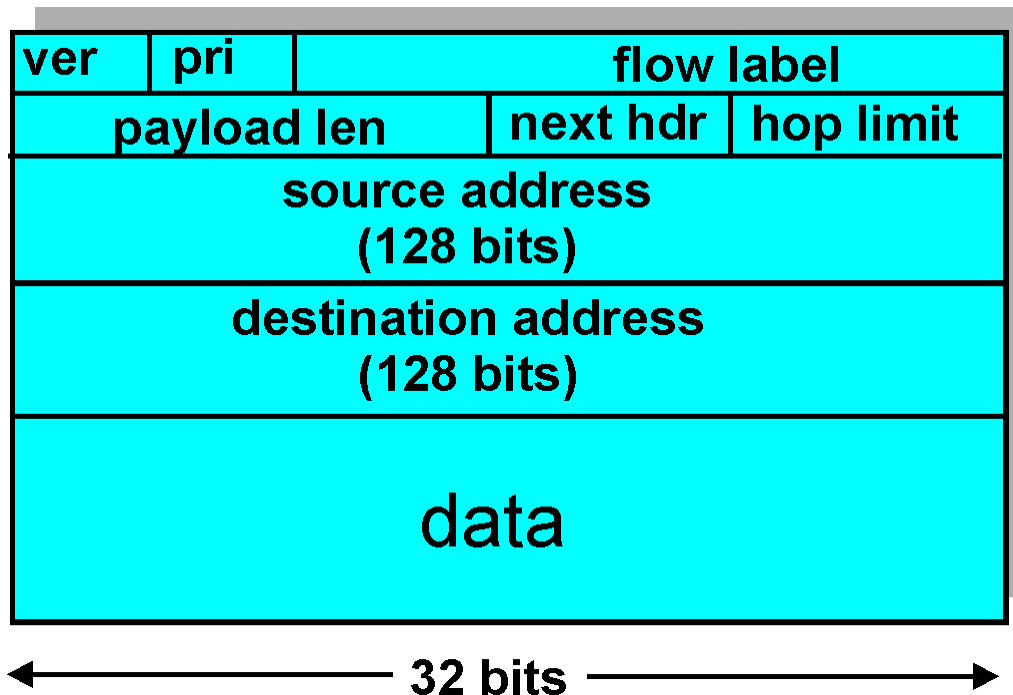 ver pri flow label
payload len next hdr hop limit
source address
(128 bits)
destination address
(128 bits)
data
32 bits